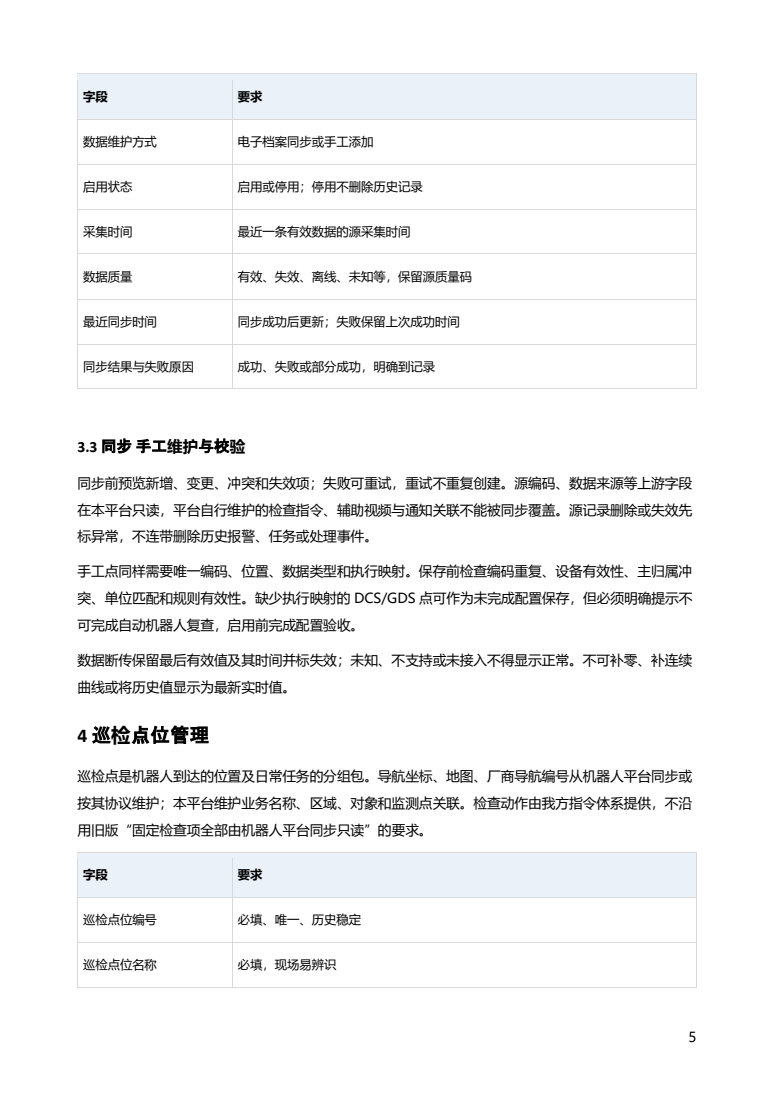 字段 要求
数据维护方式 电子档案同步或手工添加
启用状态 启用或停用；停用不删除历史记录
采集时间 最近一条有效数据的源采集时间
数据质量 有效、失效、离线、未知等，保留源质量码
最近同步时间 同步成功后更新；失败保留上次成功时间
同步结果与失败原因 成功、失败或部分成功，明确到记录
3.3 同步 手工维护与校验
同步前预览新增、变更、冲突和失效项；失败可重试，重试不重复创建。源编码、数据来源等上游字段
在本平台只读，平台自行维护的检查指令、辅助视频与通知关联不能被同步覆盖。源记录删除或失效先
标异常，不连带删除历史报警、任务或处理事件。
手工点同样需要唯一编码、位置、数据类型和执行映射。保存前检查编码重复、设备有效性、主归属冲
突、单位匹配和规则有效性。缺少执行映射的 DCS/GDS 点可作为未完成配置保存，但必须明确提示不
可完成自动机器人复查，启用前完成配置验收。
数据断传保留最后有效值及其时间并标失效；未知、不支持或未接入不得显示正常。不可补零、补连续
曲线或将历史值显示为最新实时值。
4 巡检点位管理
巡检点是机器人到达的位置及日常任务的分组包。导航坐标、地图、厂商导航编号从机器人平台同步或
按其协议维护；本平台维护业务名称、区域、对象和监测点关联。检查动作由我方指令体系提供，不沿
用旧版“固定检查项全部由机器人平台同步只读”的要求。
字段 要求
巡检点位编号 必填、唯一、历史稳定
巡检点位名称 必填，现场易辨识
5